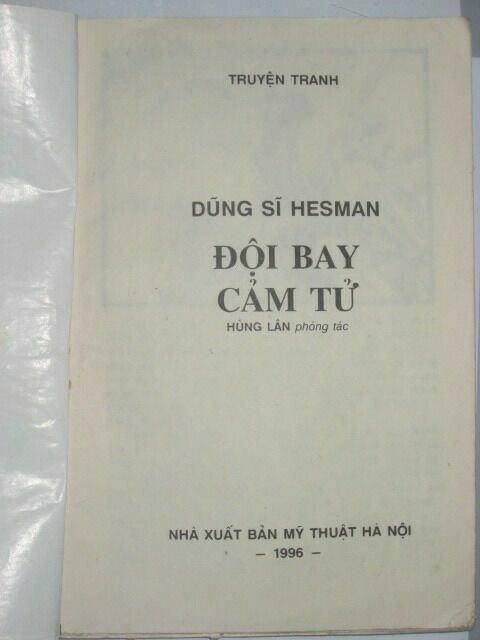 TRUYỆN TRANH
DŨNG SĨ HESMAN
ĐỘI BAY
CẢM TỬ
HÙNG LÂN phóng tác
NHÀ XUẤT BẢN MỸ THUẬT HÀ NỘI
– 1996 –